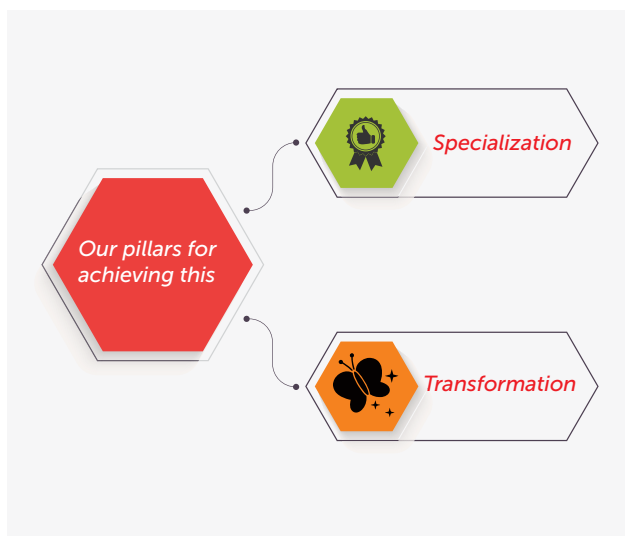 Our pillars for
achieving this
Specialization
Transformation